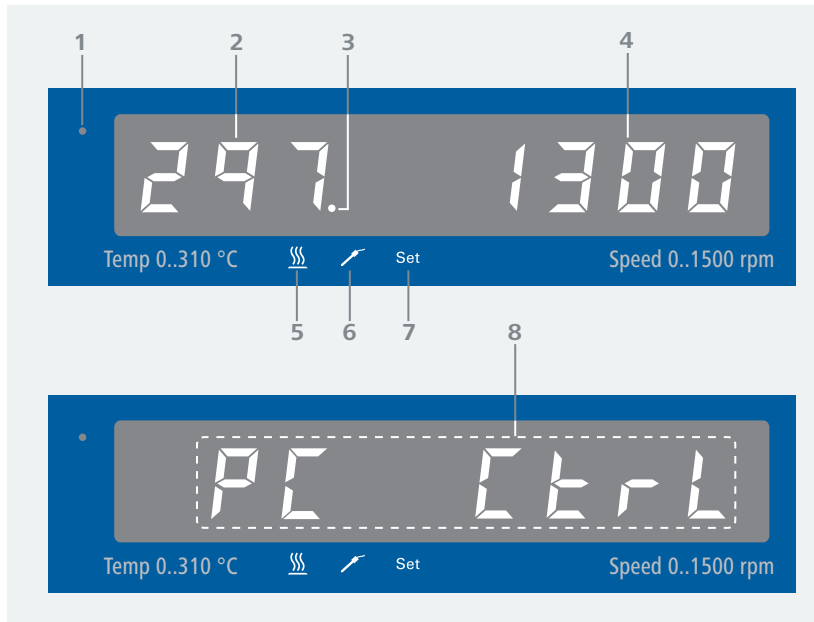 1 2 3 4
297. 1300
Temp 0..310 °C Set Speed 0..1500 rpm
5 6 7 8
PC CtrL
Temp 0..310 °C Set Speed 0..1500 rpm